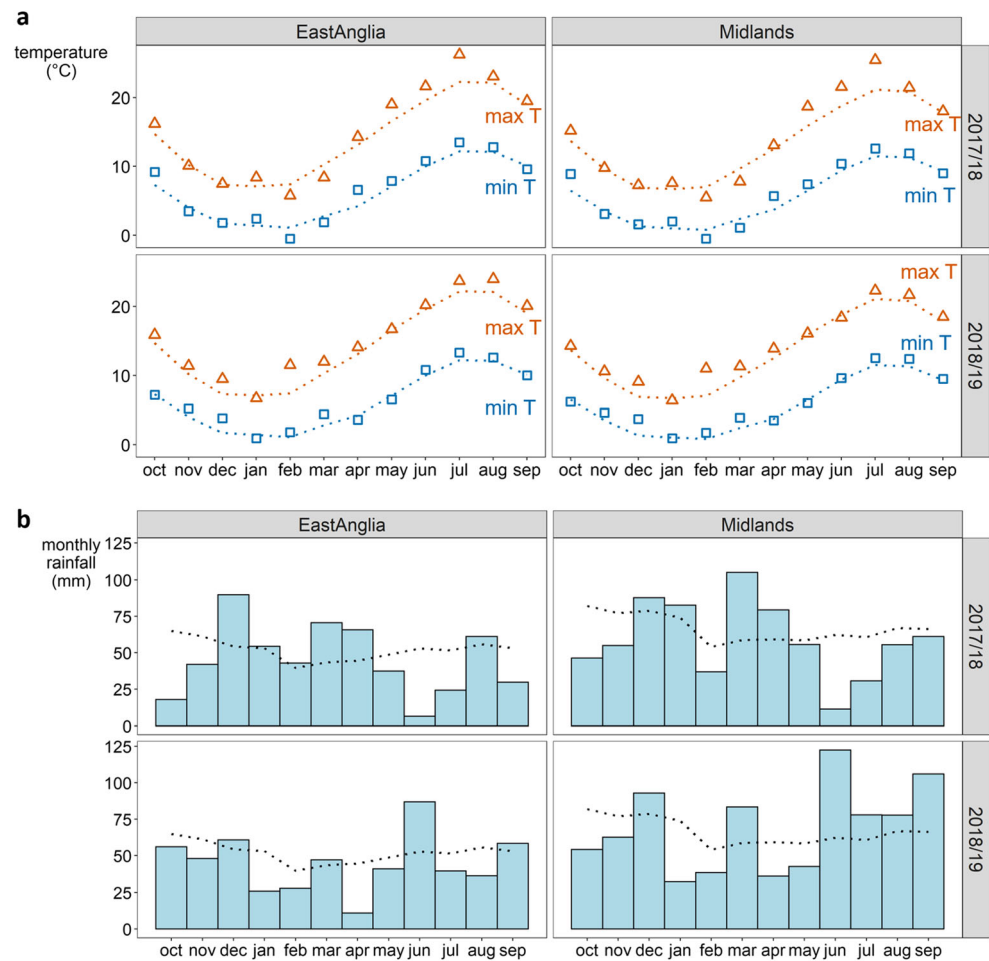 a
temperature
(°C)
EastAnglia
Midlands
20
10
0
max T
min T
max T
min T
2017/18
20
10
0
max T
min T
max T
min T
2018/19
oct nov dec jan feb mar apr may jun jul aug sep
oct nov dec jan feb mar apr may jun jul aug sep
b
monthly
rainfall
(mm)
EastAnglia
Midlands
125
100
75
50
25
0
2017/18
125
100
75
50
25
0
2018/19
oct nov dec jan feb mar apr may jun jul aug sep
oct nov dec jan feb mar apr may jun jul aug sep